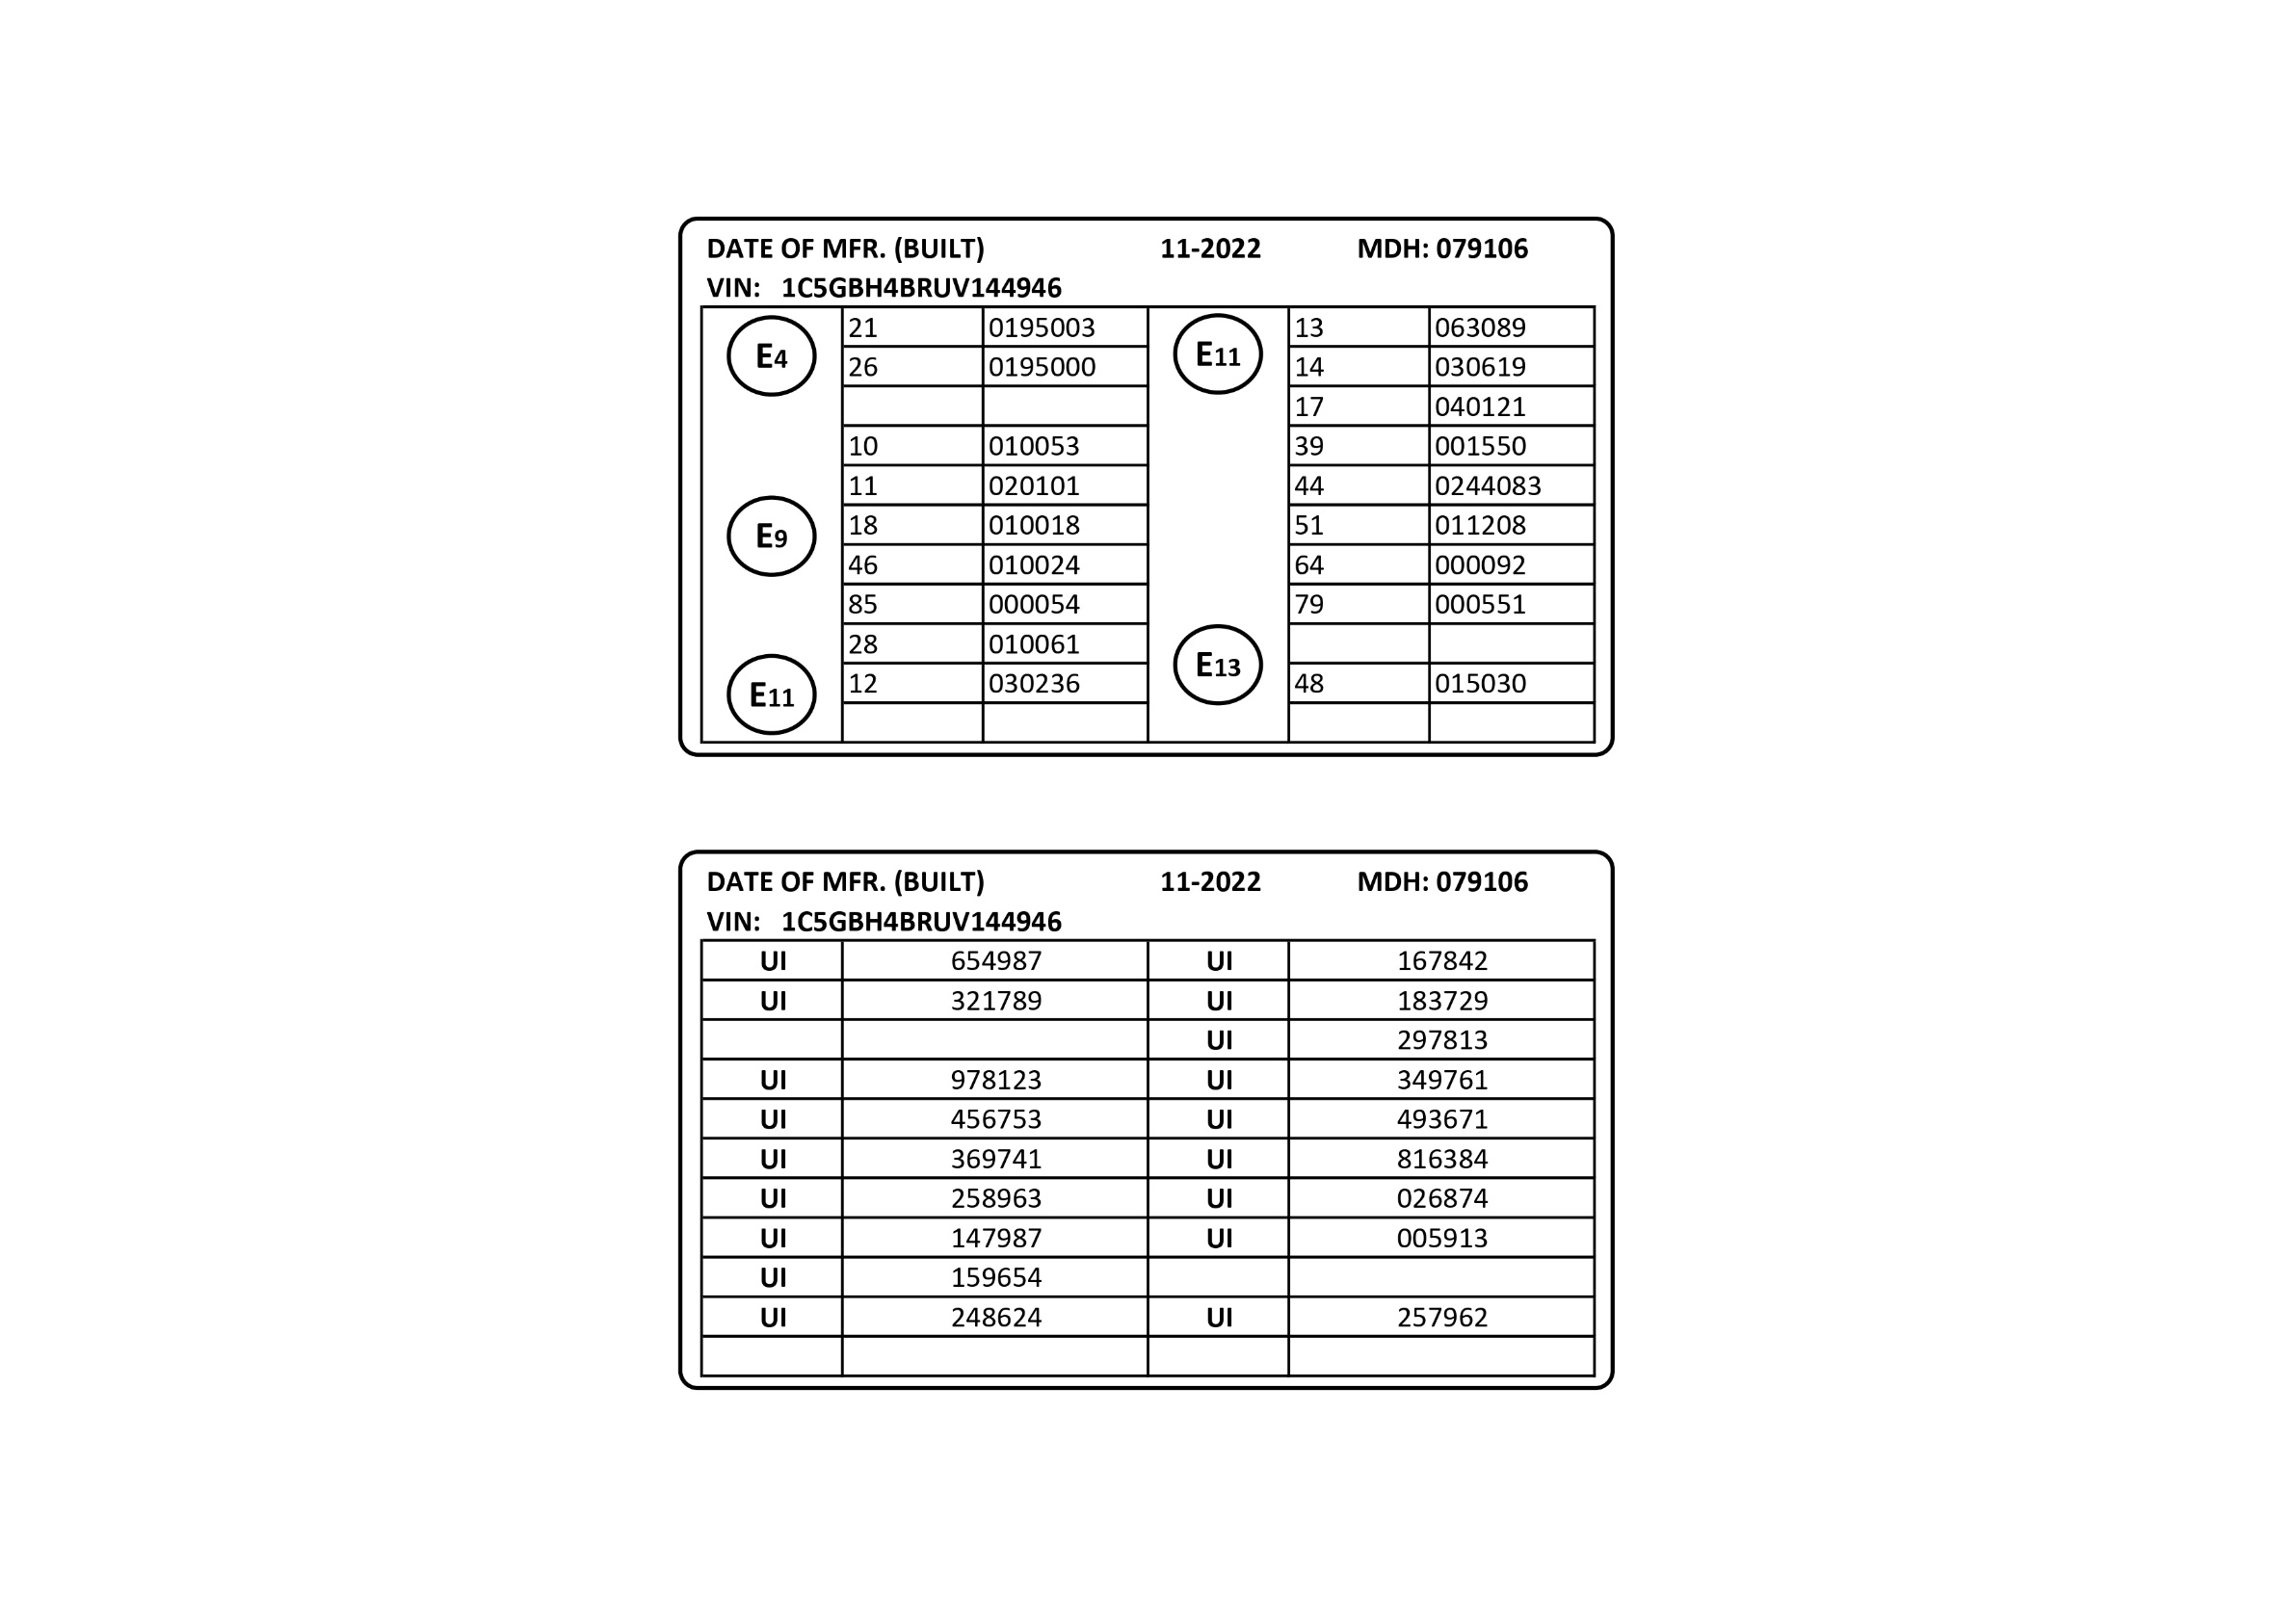 DATE OF MFR. (BUILT) 11-2022 MDH: 079106
VIN: 1C5GBH4BRUV144946
E4 21 0195003 E11 13 063089
26 0195000 14 030619
17 040121
10 010053 39 001550
11 020101 44 0244083
E9 18 010018 51 011208
46 010024 64 000092
85 000054 79 000551
28 010061 E13
E11 12 030236 48 015030
DATE OF MFR. (BUILT) 11-2022 MDH: 079106
VIN: 1C5GBH4BRUV144946
UI 654987 UI 167842
UI 321789 UI 183729
UI 297813
UI 978123 UI 349761
UI 456753 UI 493671
UI 369741 UI 816384
UI 258963 UI 026874
UI 147987 UI 005913
UI 159654
UI 248624 UI 257962